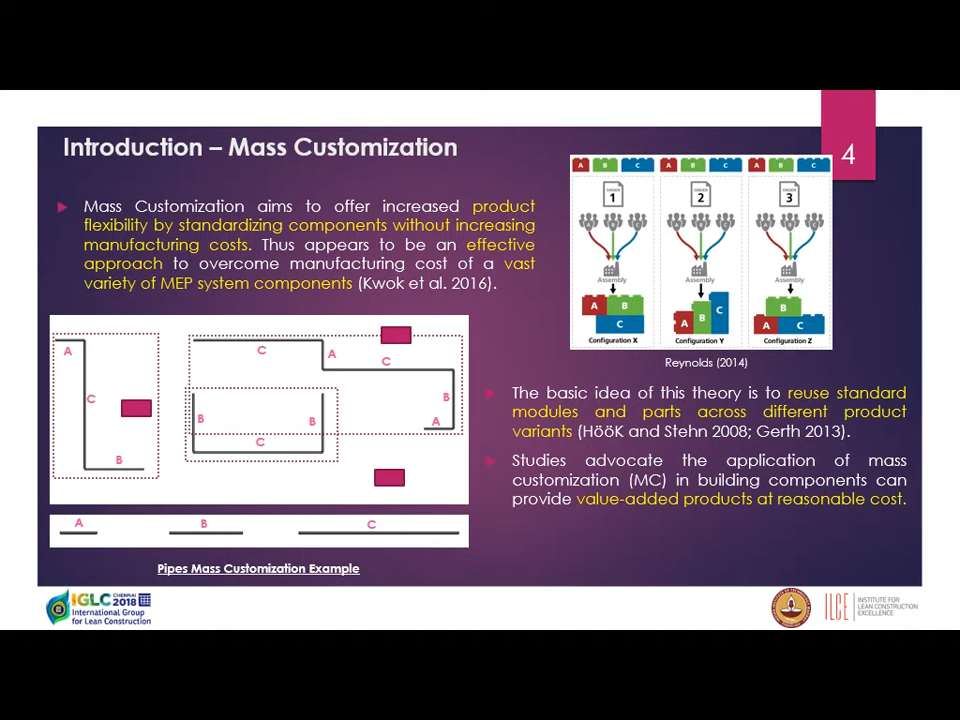 4
Introduction – Mass Customization
Mass Customization aims to offer increased product
flexibility by standardizing components without increasing
manufacturing costs. Thus appears to be an effective
approach to overcome manufacturing cost of a vast
variety of MEP system components (Kwok et al. 2016).
A
C
B
C
A
C
B
A
B
B
C
A
B
C
Pipes Mass Customization Example
A B C A B C A B C
ORDER ORDER ORDER
1 2 3
A B C A B C A B C
Assembly Assembly Assembly
A B
C
A B C
B
A C
Configuration X Configuration Y Configuration Z
Reynolds (2014)
The basic idea of this theory is to reuse standard
modules and parts across different product
variants (HööK and Stehn 2008; Gerth 2013).
Studies advocate the application of mass
customization (MC) in building components can
provide value-added products at reasonable cost.
IGLC CHENNAI 2018
International Group
for Lean Construction
ILCE
INSTITUTE FOR
LEAN CONSTRUCTION
EXCELLENCE